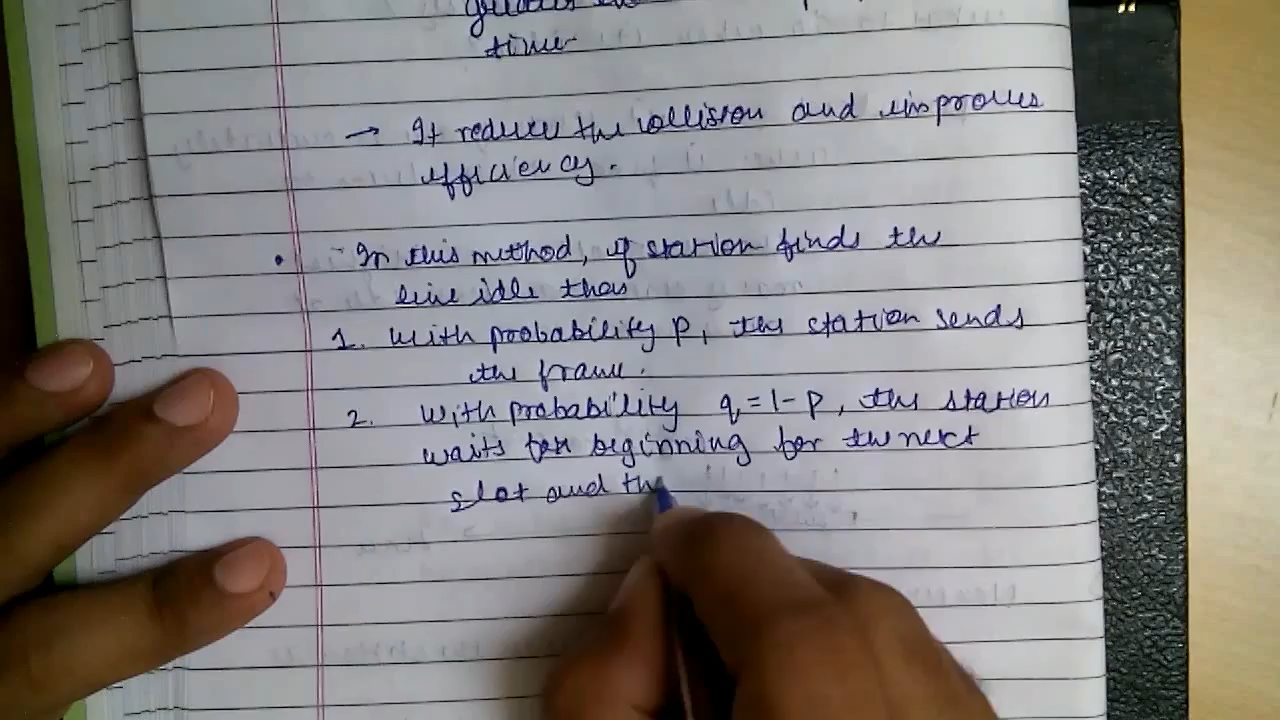 time
→ It reduce the collision and improves
efficiency.
• - In this method, if station finds the
line idle then
1. With probability p, the station sends
the frame.
2. With probability q = 1 - p, the station
waits for beginning for the next
slot and th